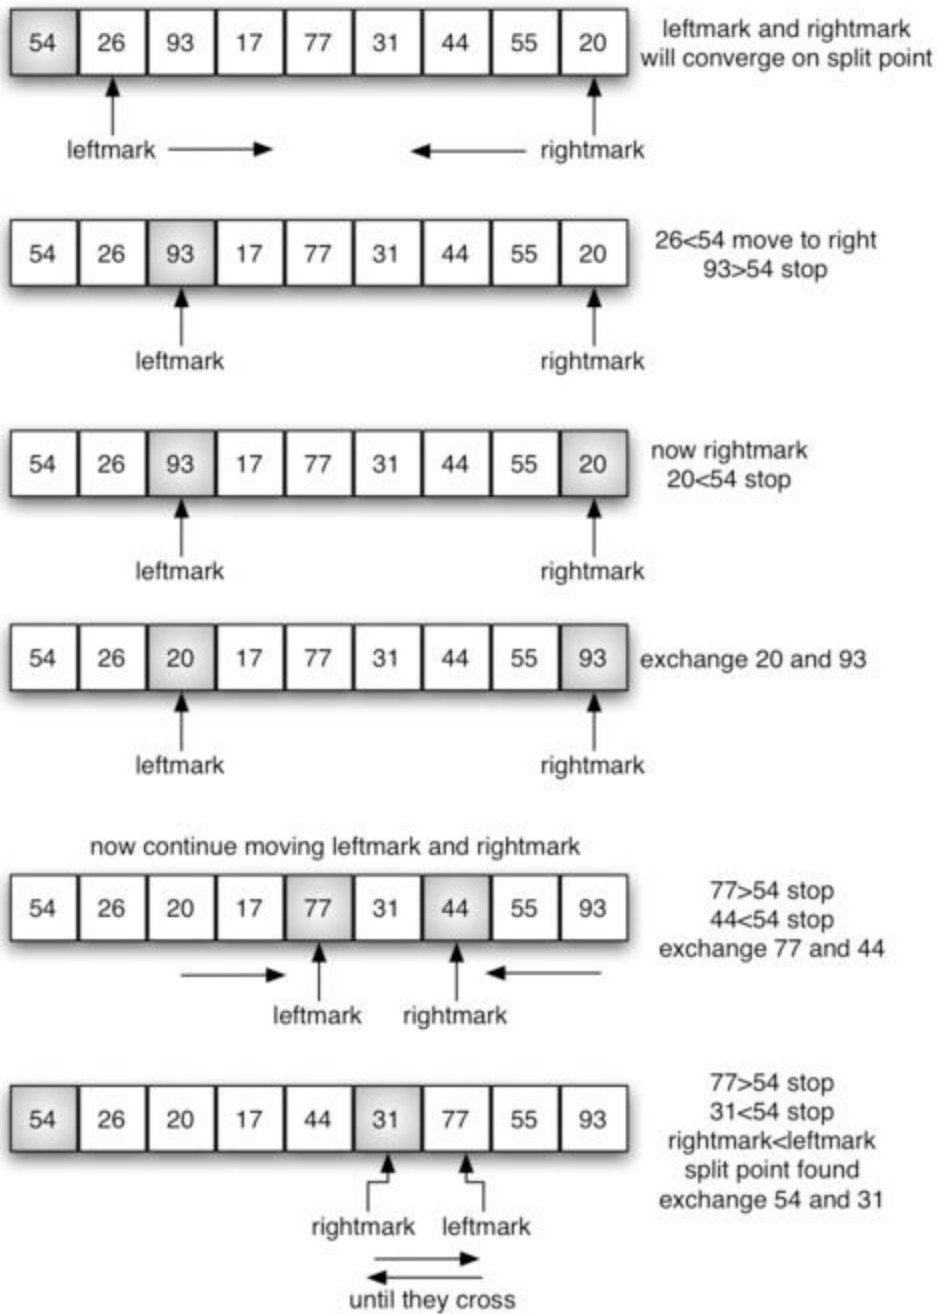 54 26 93 17 77 31 44 55 20
leftmark and rightmark
will converge on split point
leftmark rightmark
54 26 93 17 77 31 44 55 20
26<54 move to right
93>54 stop
leftmark rightmark
54 26 93 17 77 31 44 55 20
now rightmark
20<54 stop
leftmark rightmark
54 26 20 17 77 31 44 55 93
exchange 20 and 93
leftmark rightmark
now continue moving leftmark and rightmark
54 26 20 17 77 31 44 55 93
77>54 stop
44<54 stop
exchange 77 and 44
leftmark rightmark
54 26 20 17 44 31 77 55 93
77>54 stop
31<54 stop
rightmark<leftmark
split point found
exchange 54 and 31
rightmark leftmark
until they cross